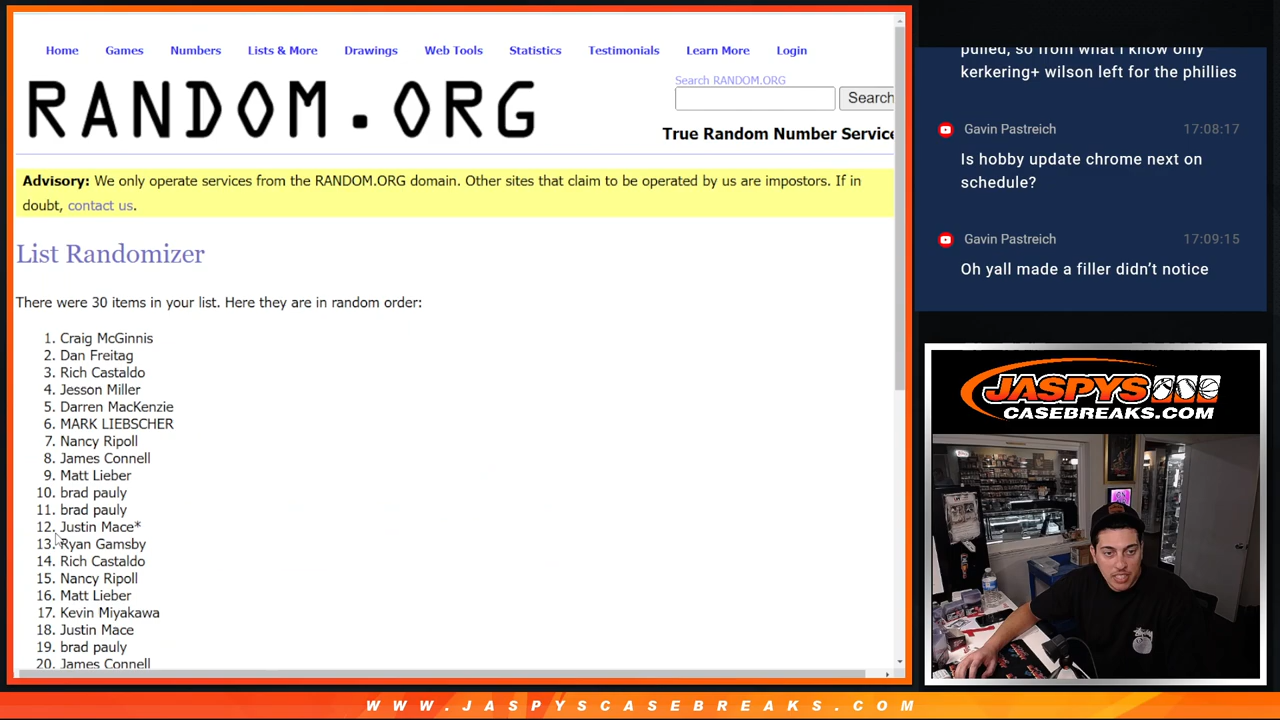 Home Games Numbers Lists & More Drawings Web Tools Statistics Testimonials Learn More Login
RANDOM.ORG
Search RANDOM.ORG
Search
True Random Number Service
Advisory: We only operate services from the RANDOM.ORG domain. Other sites that claim to be operated by us are impostors. If in
doubt, contact us.
List Randomizer
There were 30 items in your list. Here they are in random order:
1. Craig McGinnis
2. Dan Freitag
3. Rich Castaldo
4. Jesson Miller
5. Darren MacKenzie
6. MARK LIEBSCHER
7. Nancy Ripoll
8. James Connell
9. Matt Lieber
10. brad pauly
11. brad pauly
12. Justin Mace*
13. Ryan Gamsby
14. Rich Castaldo
15. Nancy Ripoll
16. Matt Lieber
17. Kevin Miyakawa
18. Justin Mace
19. brad pauly
20. James Connell
pulled, so from what I know only
kerkering+ wilson left for the phillies
Gavin Pastreich 17:08:17
Is hobby update chrome next on
schedule?
Gavin Pastreich 17:09:15
Oh yall made a filler didn't notice
JASPYS
CASEBREAKS.COM
WWW.JASPYSCASEBREAKS.COM